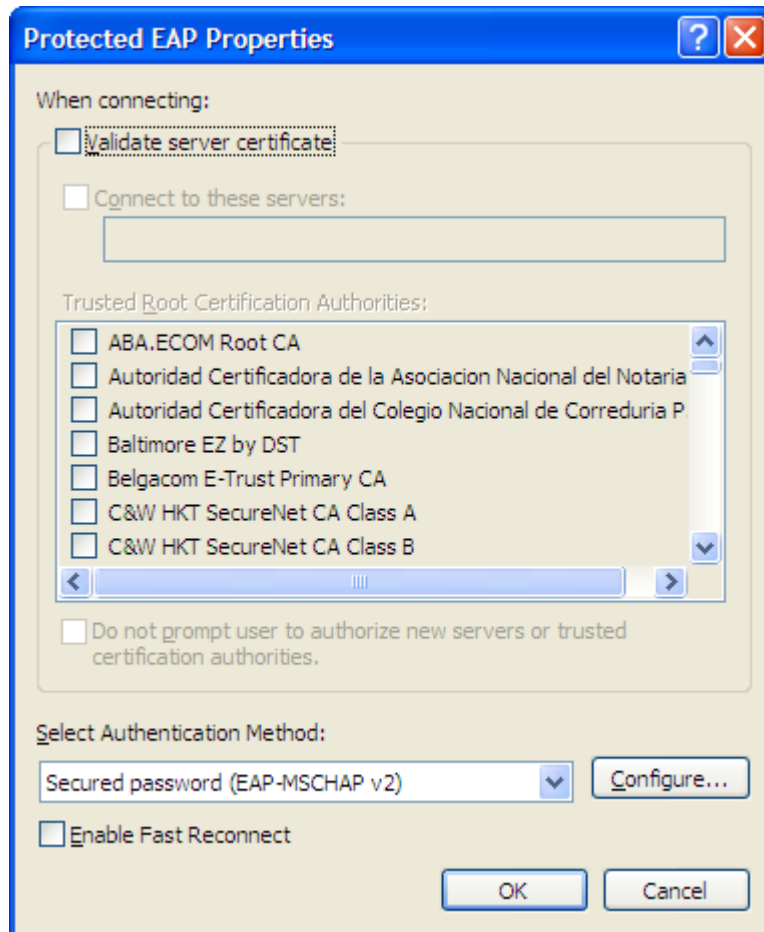 Protected EAP Properties
When connecting:
Validate server certificate
Connect to these servers:
Trusted Root Certification Authorities:
ABA.ECOM Root CA
Autoridad Certificadora de la Asociacion Nacional del Notaria
Autoridad Certificadora del Colegio Nacional de Correduria P.
Baltimore EZ by DST
Belgacom E-Trust Primary CA
C&W HKT SecureNet CA Class A
C&W HKT SecureNet CA Class B
Do not prompt user to authorize new servers or trusted
certification authorities.
Select Authentication Method:
Secured password (EAP-MSCHAP v2)
Configure...
Enable Fast Reconnect
OK
Cancel